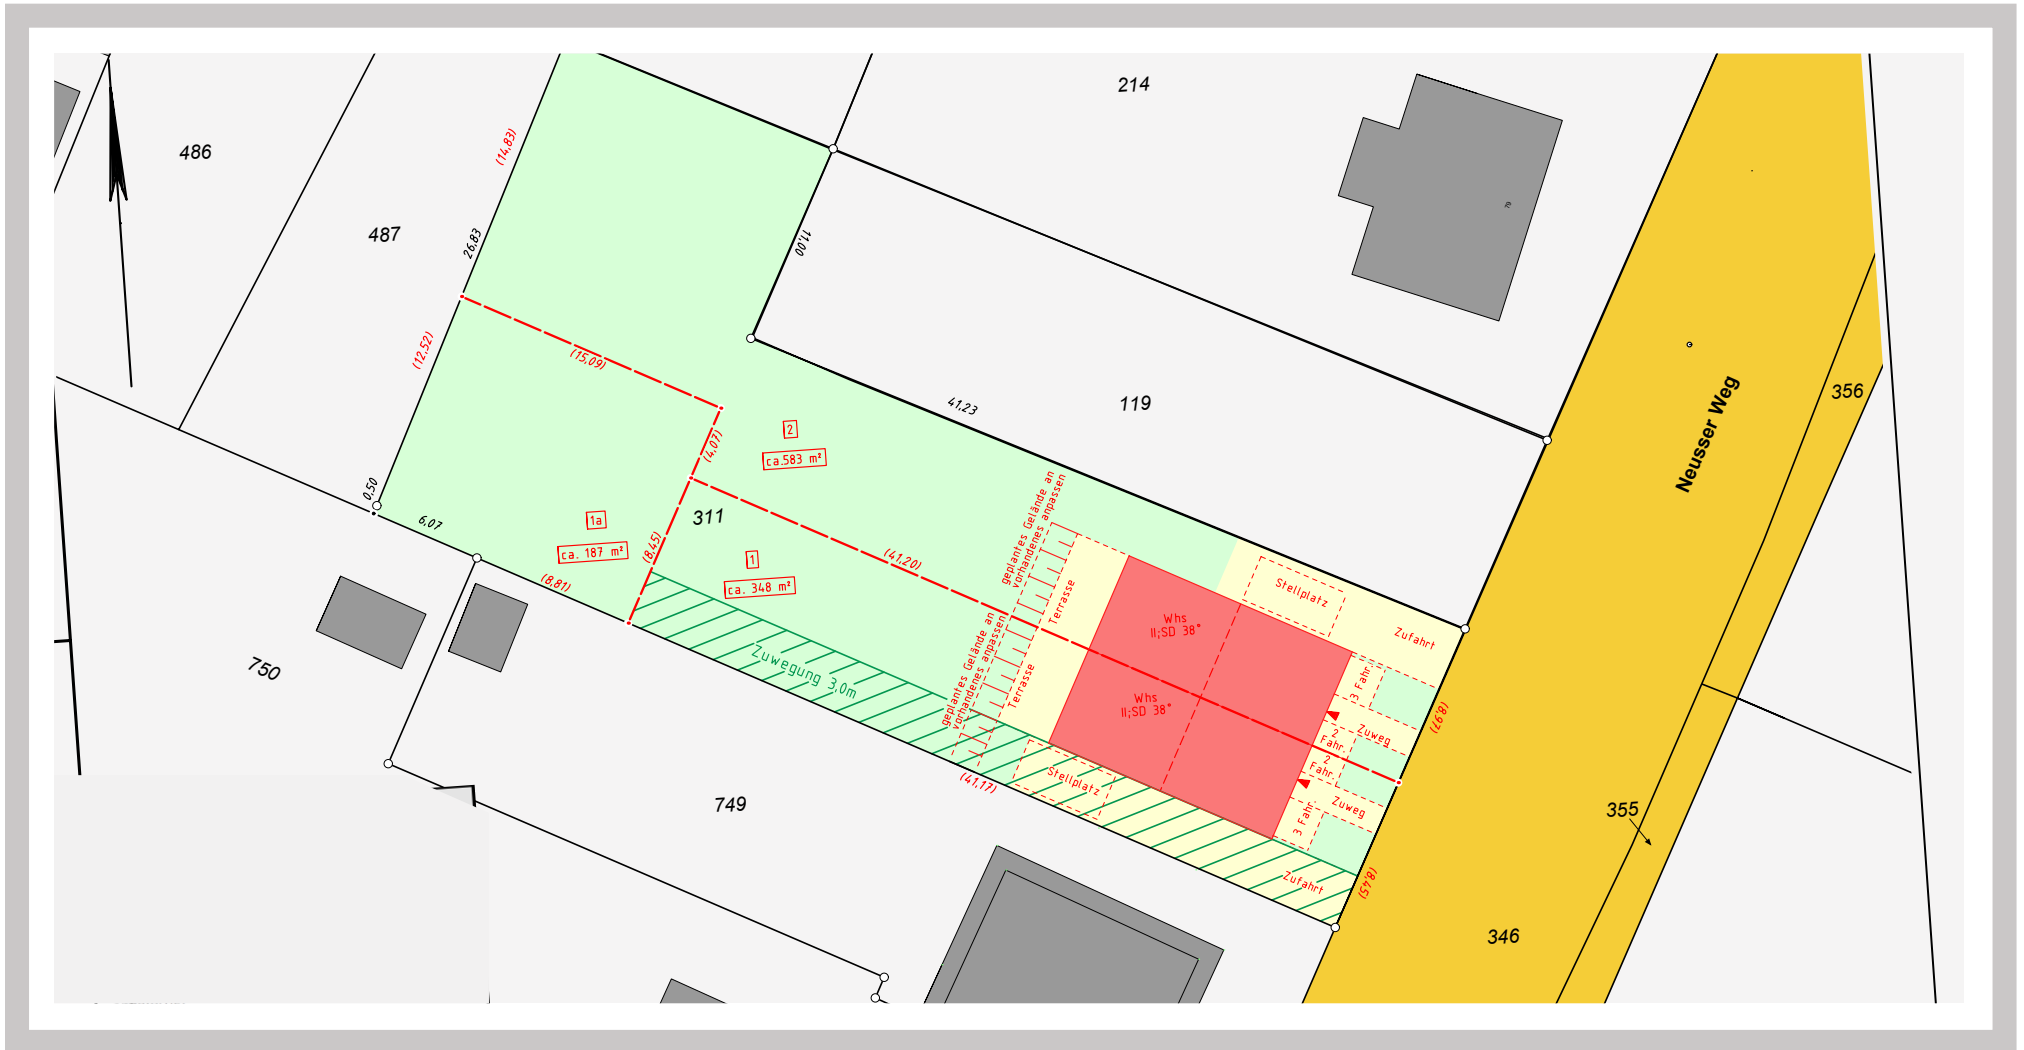 214
486
(14,83)
79
487
26,83
11,00
(12,52)
(15,09)
41,23
119
Neusser Weg
356
2
(4,07)
ca.583 m²
0,50
6,07
1a
311
ca. 187 m²
(8,45)
1
ca. 348 m²
(8,81)
(41,20)
geplantes Gelände an
vorhandenes anpassen
Terrasse
Stellplatz
Whs
II;SD 38°
Zufahrt
750
Zuwegung 3,0m
geplantes Gelände an
vorhandenes anpassen
Terrasse
Whs
II;SD 38°
3 Fahr.
Zuweg
2
Fahr.
2
Fahr.
(8,97)
Stellplatz
(41,17)
Zuweg
3 Fahr.
749
355
Zufahrt
(8,45)
346